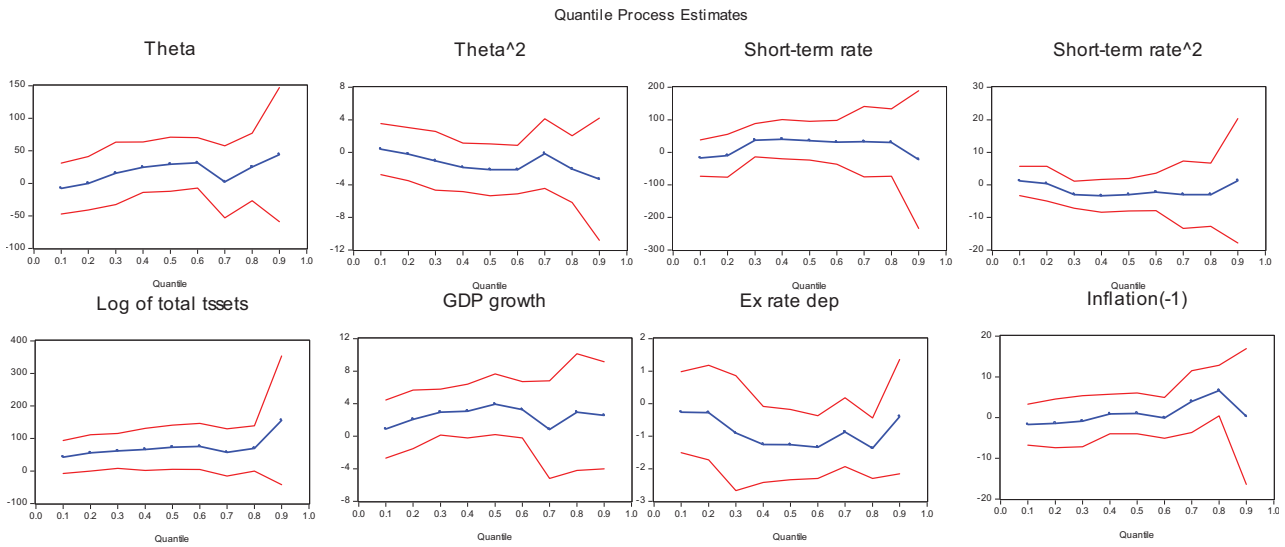 Quantile Process Estimates
Theta
150
100
50
0
-50
-100
0.0 0.1 0.2 0.3 0.4 0.5 0.6 0.7 0.8 0.9 1.0
Quantile
Theta^2
8
4
0
-4
-8
-12
0.0 0.1 0.2 0.3 0.4 0.5 0.6 0.7 0.8 0.9 1.0
Quantile
Short-term rate
200
100
0
-100
-200
-300
0.0 0.1 0.2 0.3 0.4 0.5 0.6 0.7 0.8 0.9 1.0
Quantile
Short-term rate^2
30
20
10
0
-10
-20
0.0 0.1 0.2 0.3 0.4 0.5 0.6 0.7 0.8 0.9 1.0
Quantile
Log of total tssets
400
300
200
100
0
-100
0.0 0.1 0.2 0.3 0.4 0.5 0.6 0.7 0.8 0.9 1.0
Quantile
GDP growth
12
8
4
0
-4
-8
0.0 0.1 0.2 0.3 0.4 0.5 0.6 0.7 0.8 0.9 1.0
Quantile
Ex rate dep
2
1
0
-1
-2
-3
0.0 0.1 0.2 0.3 0.4 0.5 0.6 0.7 0.8 0.9 1.0
Quantile
Inflation(-1)
20
10
0
-10
-20
0.0 0.1 0.2 0.3 0.4 0.5 0.6 0.7 0.8 0.9 1.0
Quantile